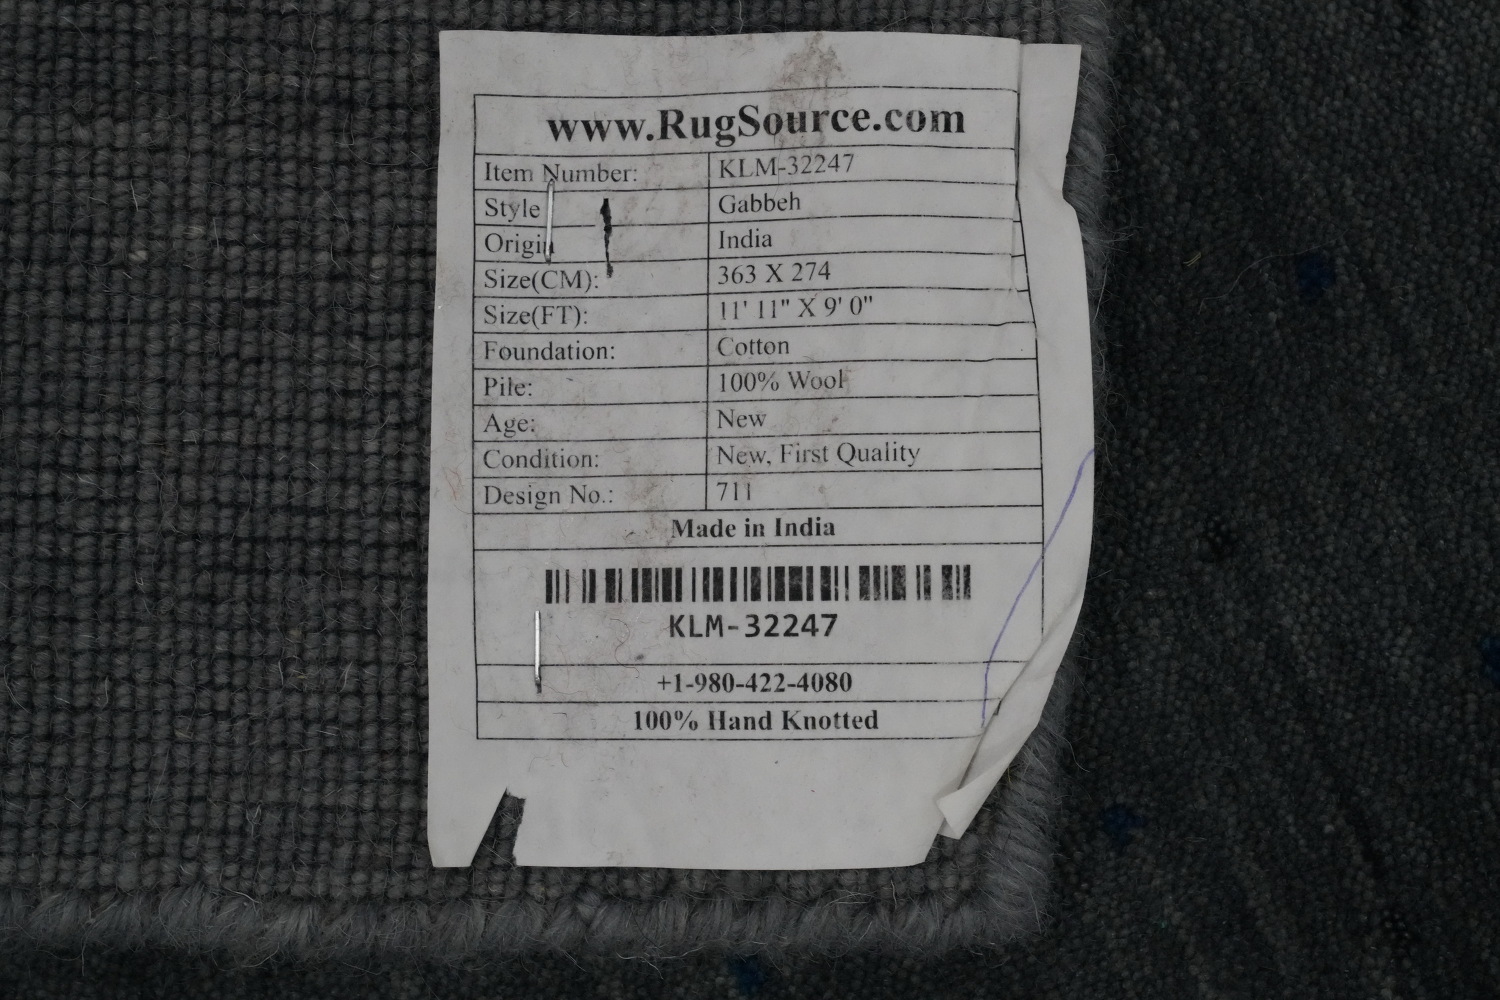 www.RugSource.com
Item Number: KLM-32247
Style Gabbeh
Origin India
Size(CM): 363 X 274
Size(FT): 11' 11" X 9' 0"
Foundation: Cotton
Pile: 100% Wool
Age: New
Condition: New, First Quality
Design No.: 711
Made in India
KLM-32247
+1-980-422-4080
100% Hand Knotted